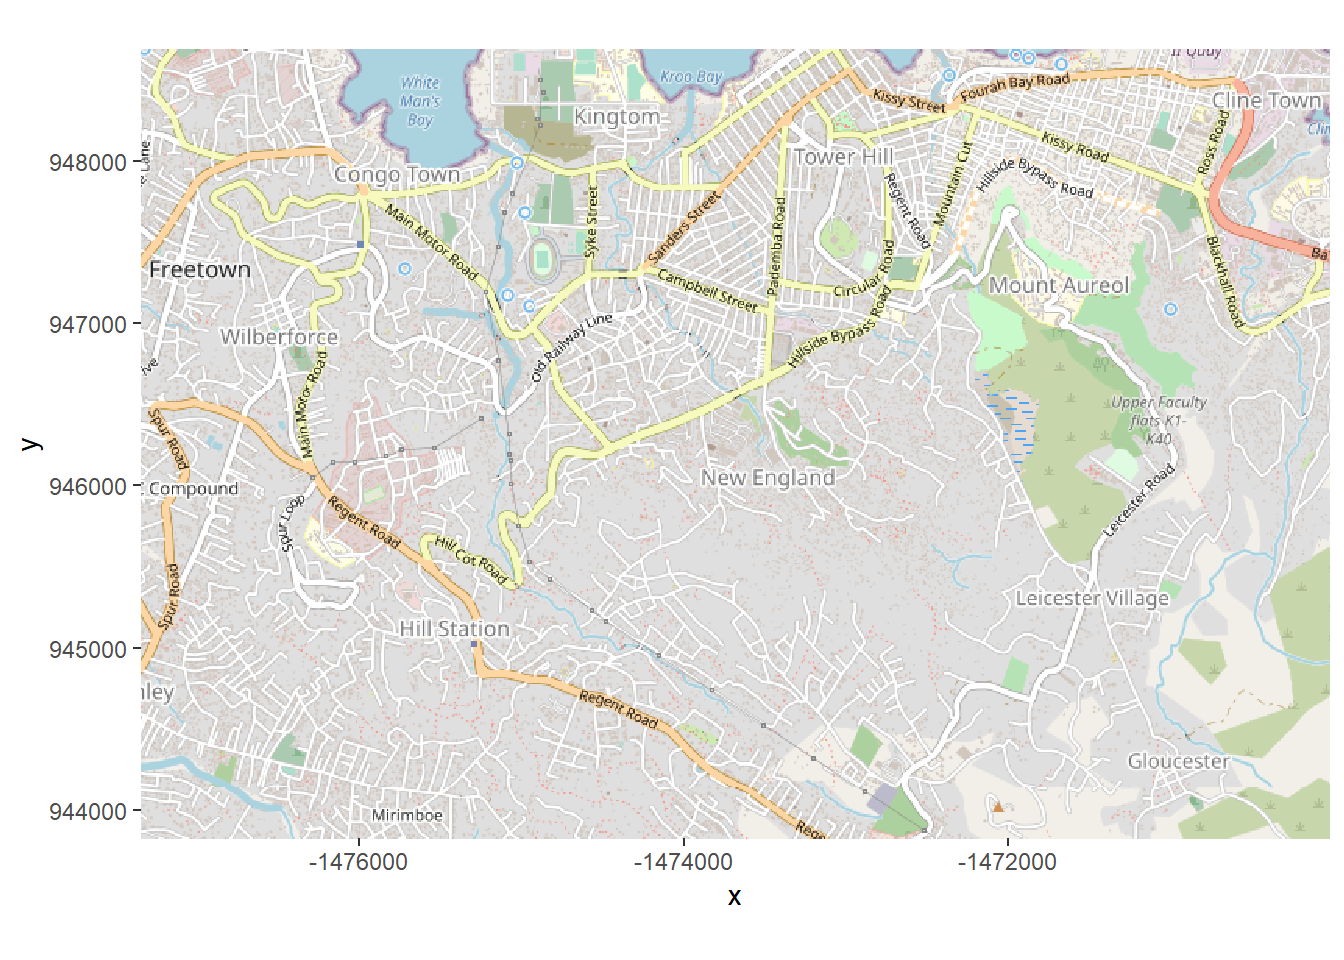 II Quay
White
Man's
Bay
Kroo Bay
Kissy Street
Fourah Bay Road
Cline Town
Kingtom
Kissy Road
Ross Road
Lane
948000
Tower Hill
Congo Town
Mountain Cut
Hillside Bypass Road
Regent Road
Main Motor Road
Syke Street
Sanders Street
Pademba Road
Circular Road
Blackhall Road
Ba
Freetown
Campbell Street
Mount Aureol
947000
Wilberforce
Old Railway Line
Hillside Bypass Road
Main Motor Road
Upper Faculty
flats K1-
K40
Spur Road
y
946000
Compound
New England
Leicester Road
Spur Loop
Regent Road
Hill Cot Road
Spur Road
Leicester Village
Hill Station
945000
nley
Regent Road
Gloucester
944000
Mirimboe
Rege
-1476000
-1474000
-1472000
x